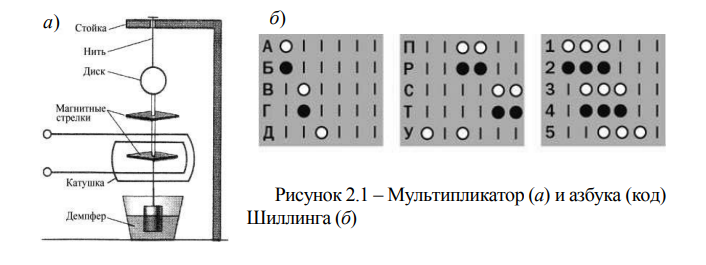 а)
Стойка
Нить
Диск
Магнитные
стрелки
Катушка
Демпфер
б)
А
Б
В
Г
Д
П
Р
С
Т
У
1
2
3
4
5
Рисунок 2.1 – Мультипликатор (а) и азбука (код)
Шиллинга (б)